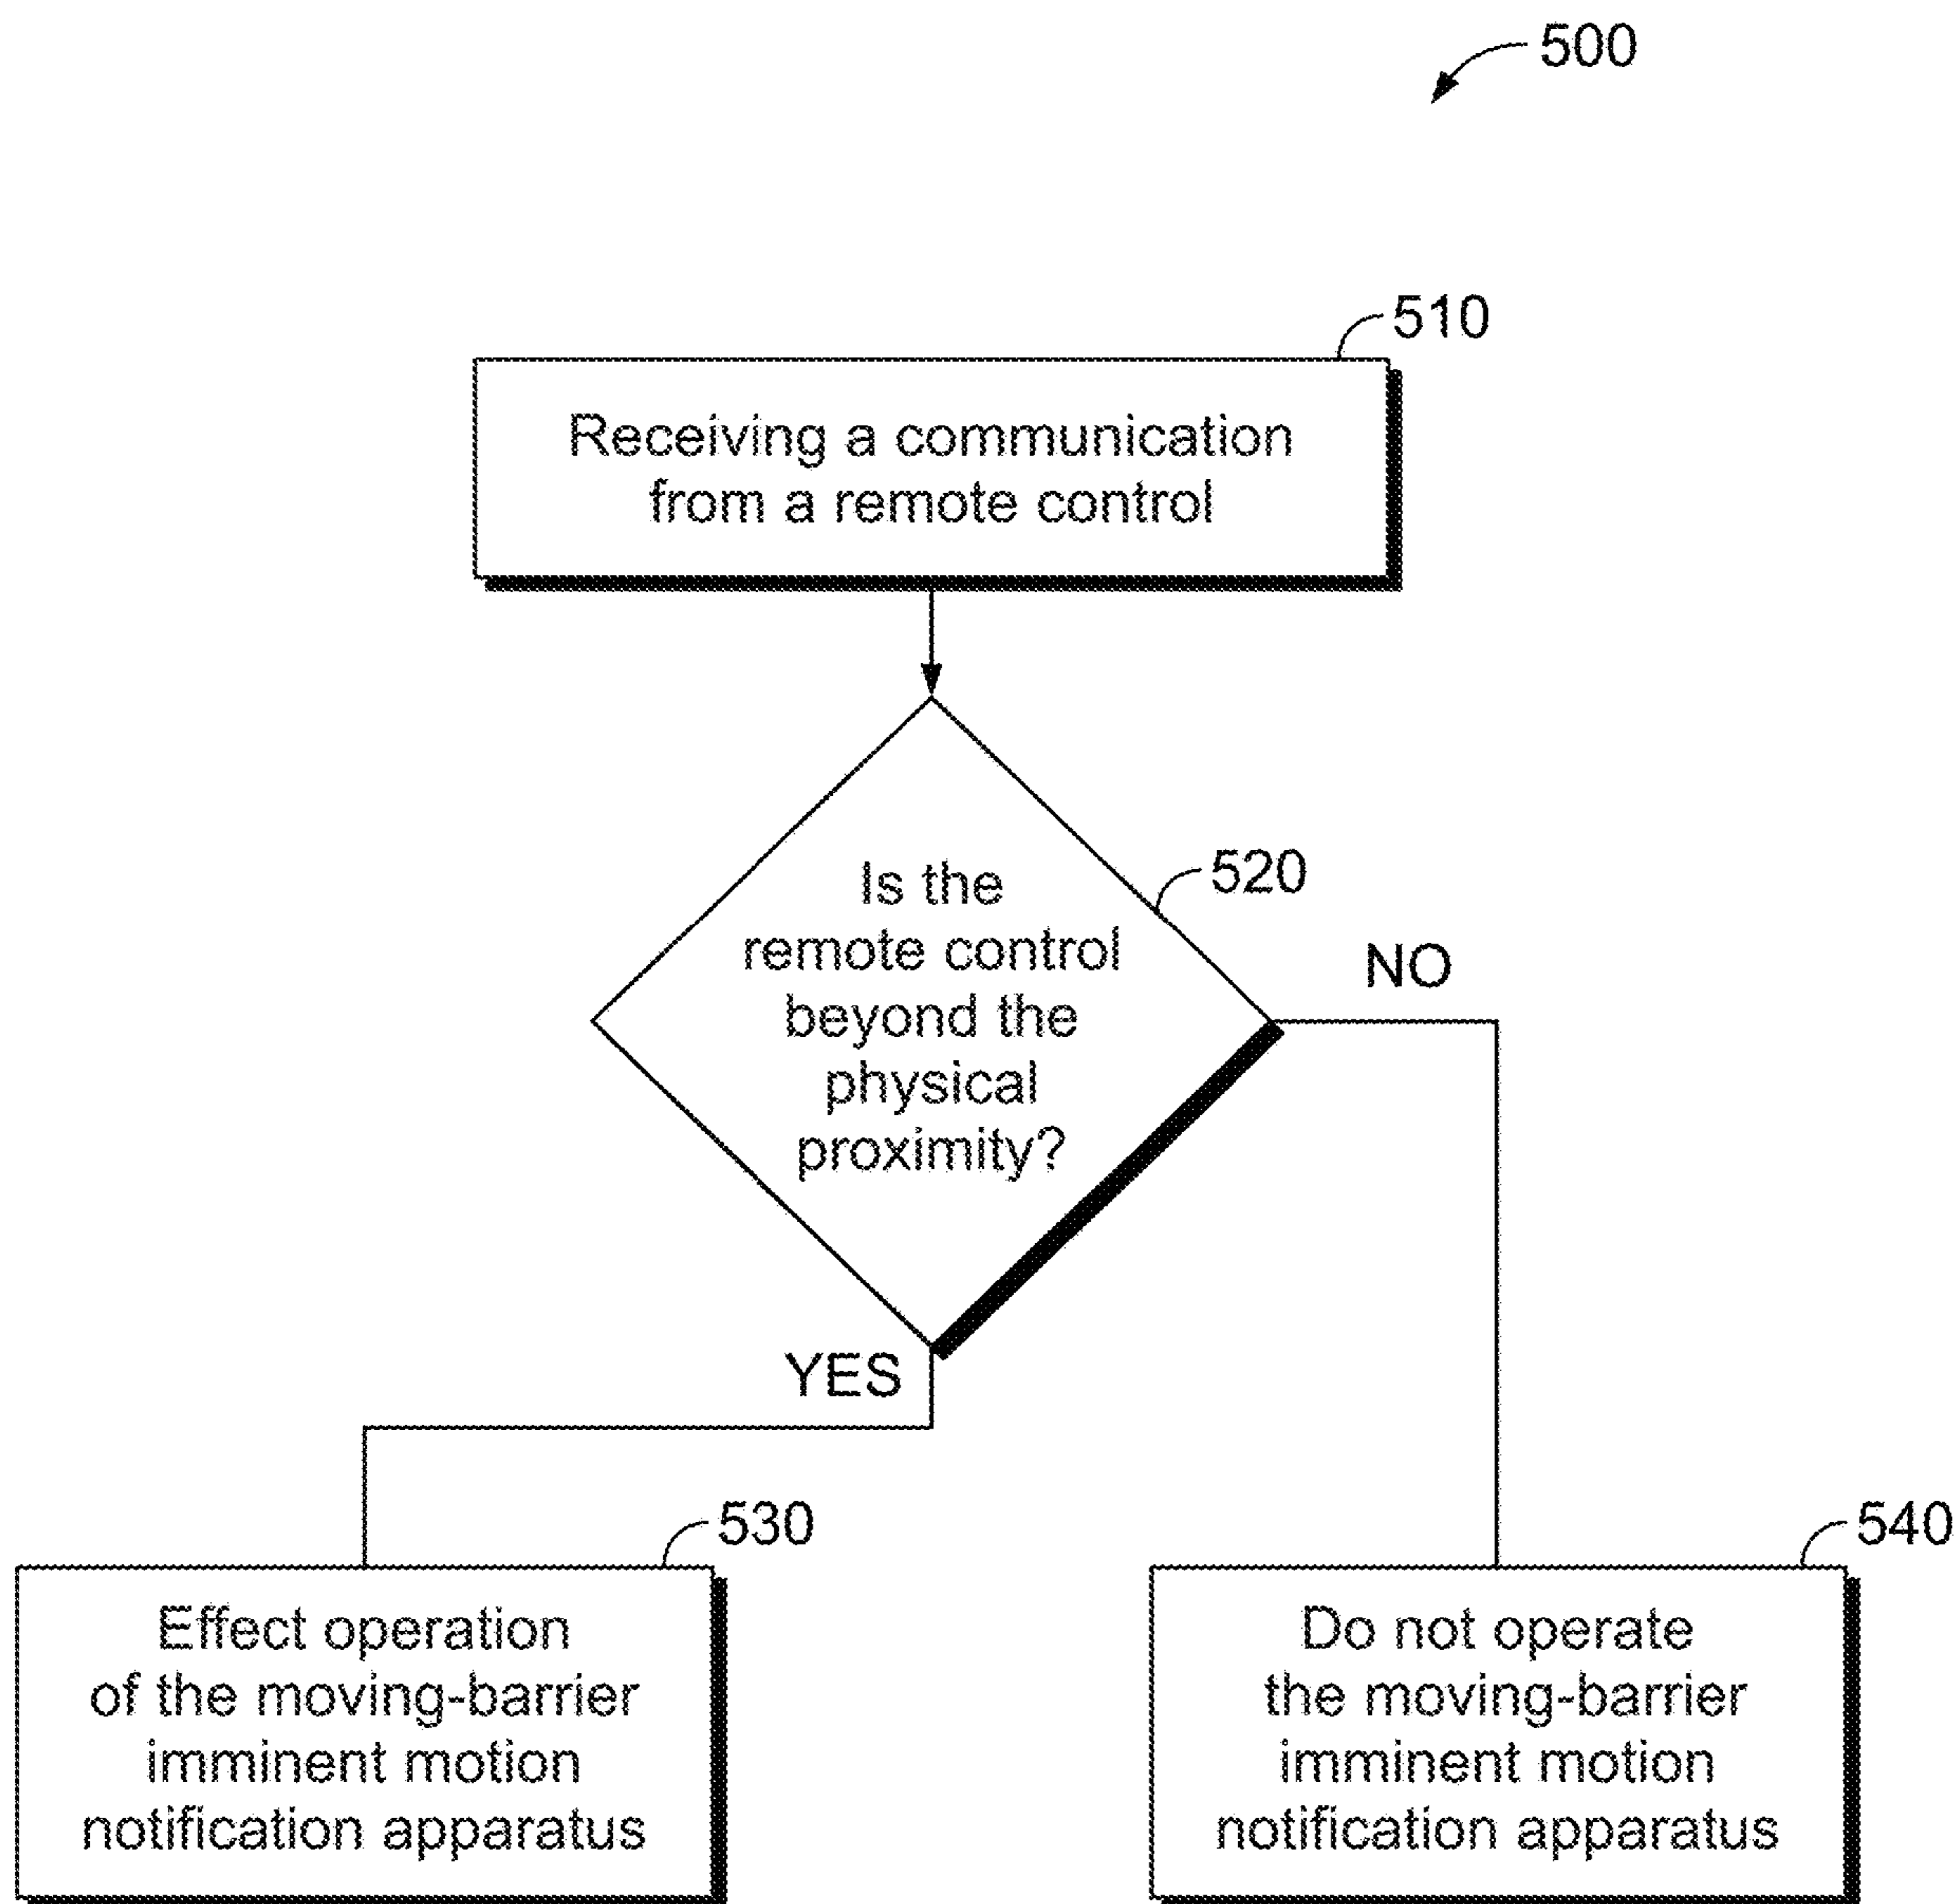 500
510
Receiving a communication
from a remote control
520
Is the
remote control
beyond the
physical
proximity?
NO
YES
530
Effect operation
of the moving-barrier
imminent motion
notification apparatus
540
Do not operate
the moving-barrier
imminent motion
notification apparatus